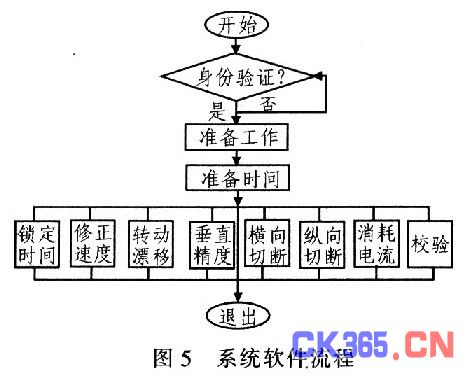 开始
身份验证?
是 否
准备工作
准备时间
锁定 修正 转动 垂直 横向 纵向 消耗 校验
时间 速度 漂移 精度 切断 切断 电流
退出
CK365.CN
图5 系统软件流程